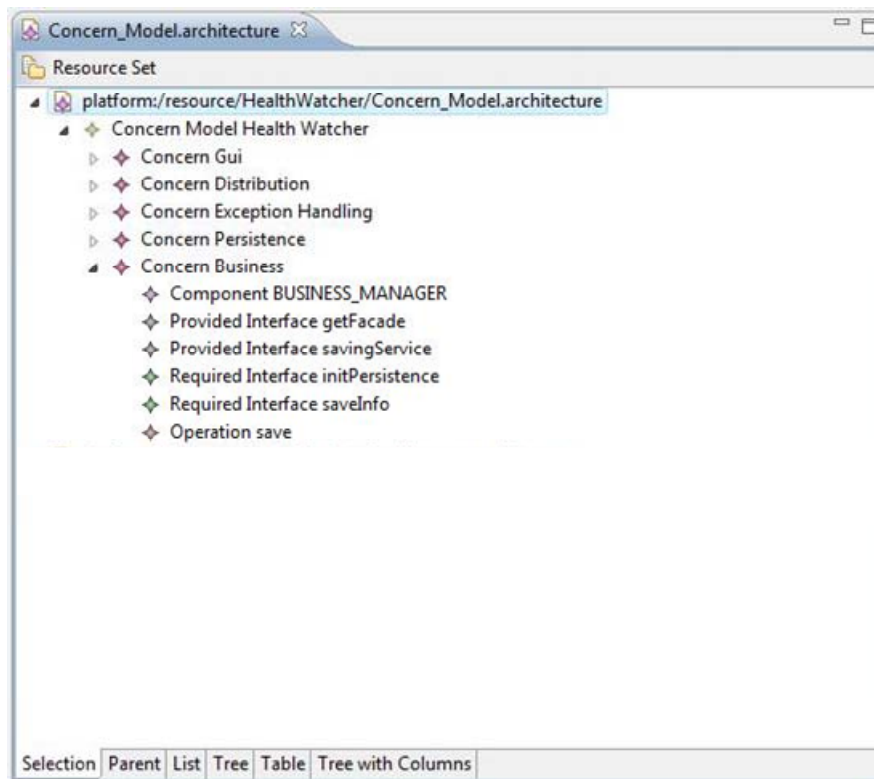 Concern_Model.architecture
Resource Set
platform:/resource/HealthWatcher/Concern_Model.architecture
Concern Model Health Watcher
Concern Gui
Concern Distribution
Concern Exception Handling
Concern Persistence
Concern Business
Component BUSINESS_MANAGER
Provided Interface getFacade
Provided Interface savingService
Required Interface initPersistence
Required Interface saveInfo
Operation save
Selection Parent List Tree Table Tree with Columns